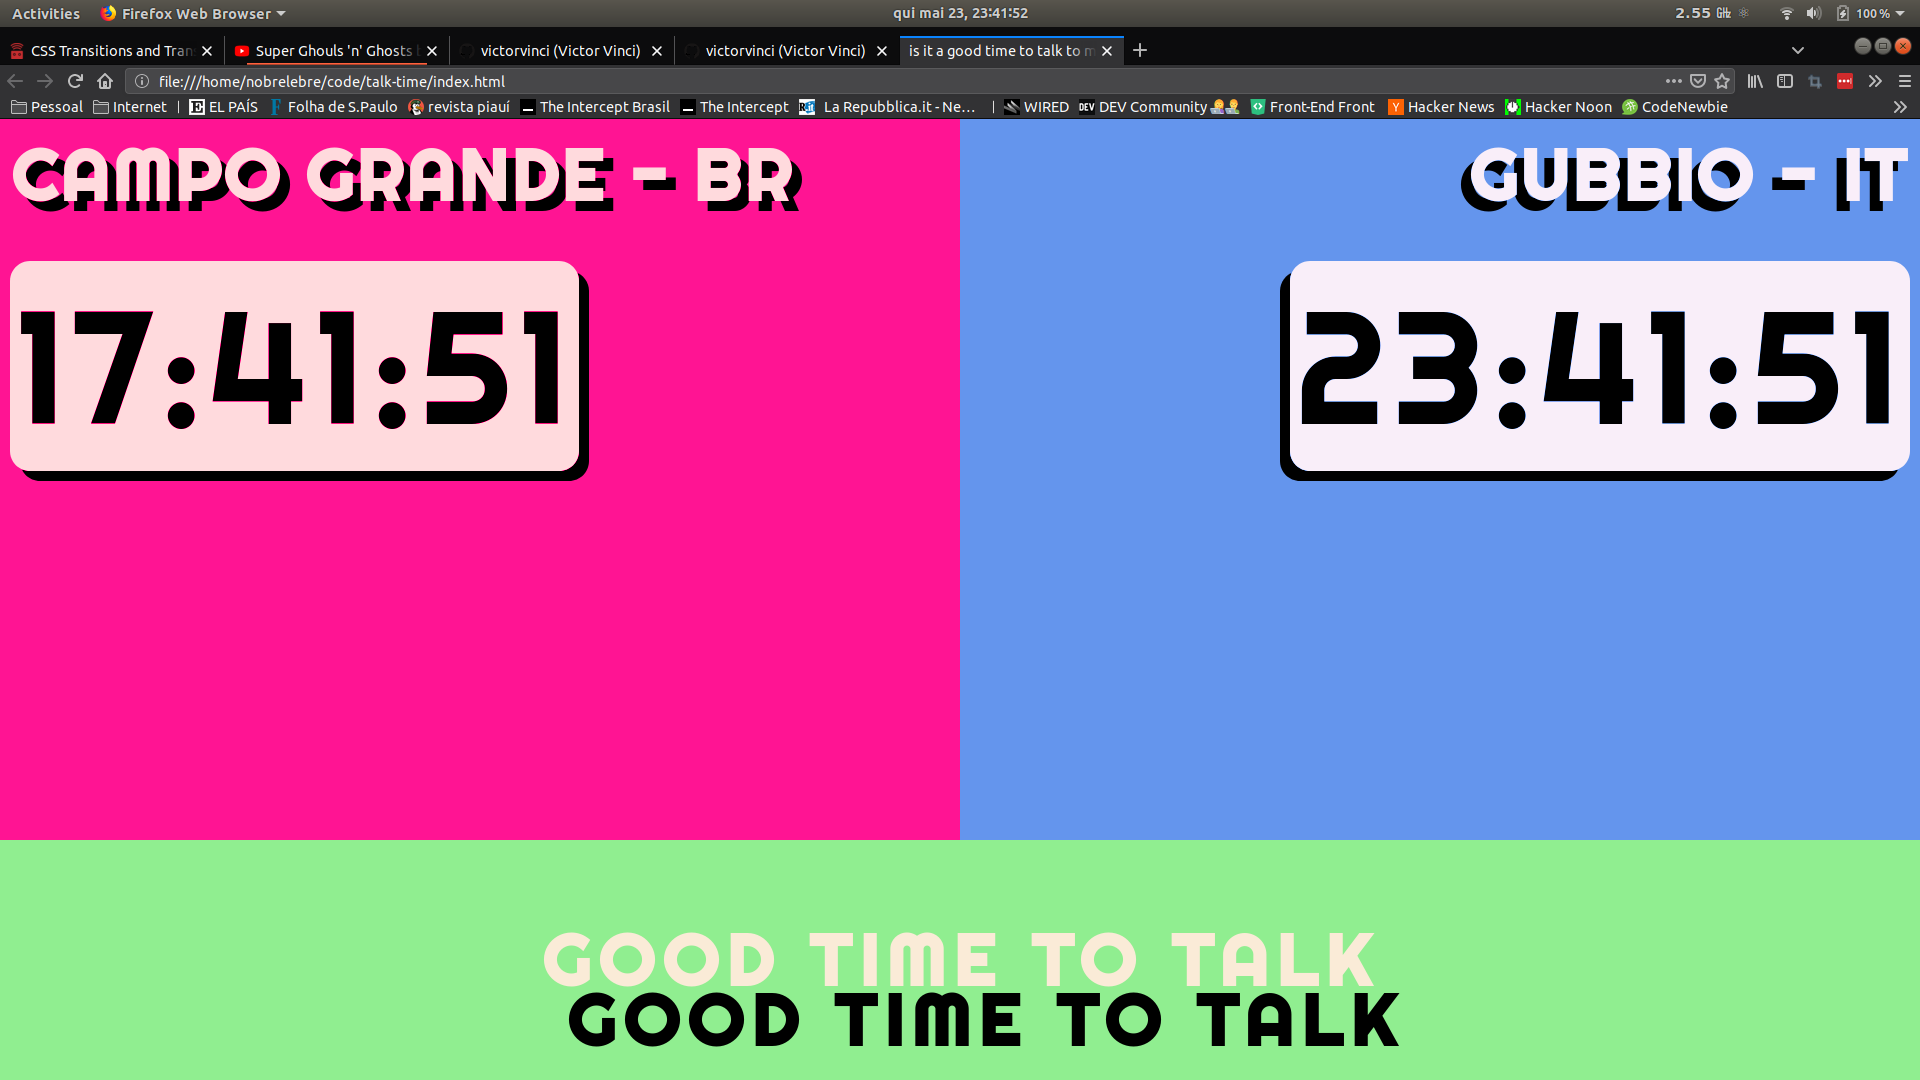 Activities Firefox Web Browser qui mai 23, 23:41:52 2.55 GHz 100 %
CSS Transitions and Tran Super Ghouls 'n' Ghosts victorvinci (Victor Vinci) victorvinci (Victor Vinci) is it a good time to talk to m
file:///home/nobrelebre/code/talk-time/index.html
Pessoal Internet | EL PAÍS Folha de S.Paulo revista piauí The Intercept Brasil The Intercept La Repubblica.it - Ne… | WIRED DEV Community Front-End Front Hacker News Hacker Noon CodeNewbie
CAMPO GRANDE - BR
GUBBIO - IT
17:41:51
23:41:51
GOOD TIME TO TALK
GOOD TIME TO TALK